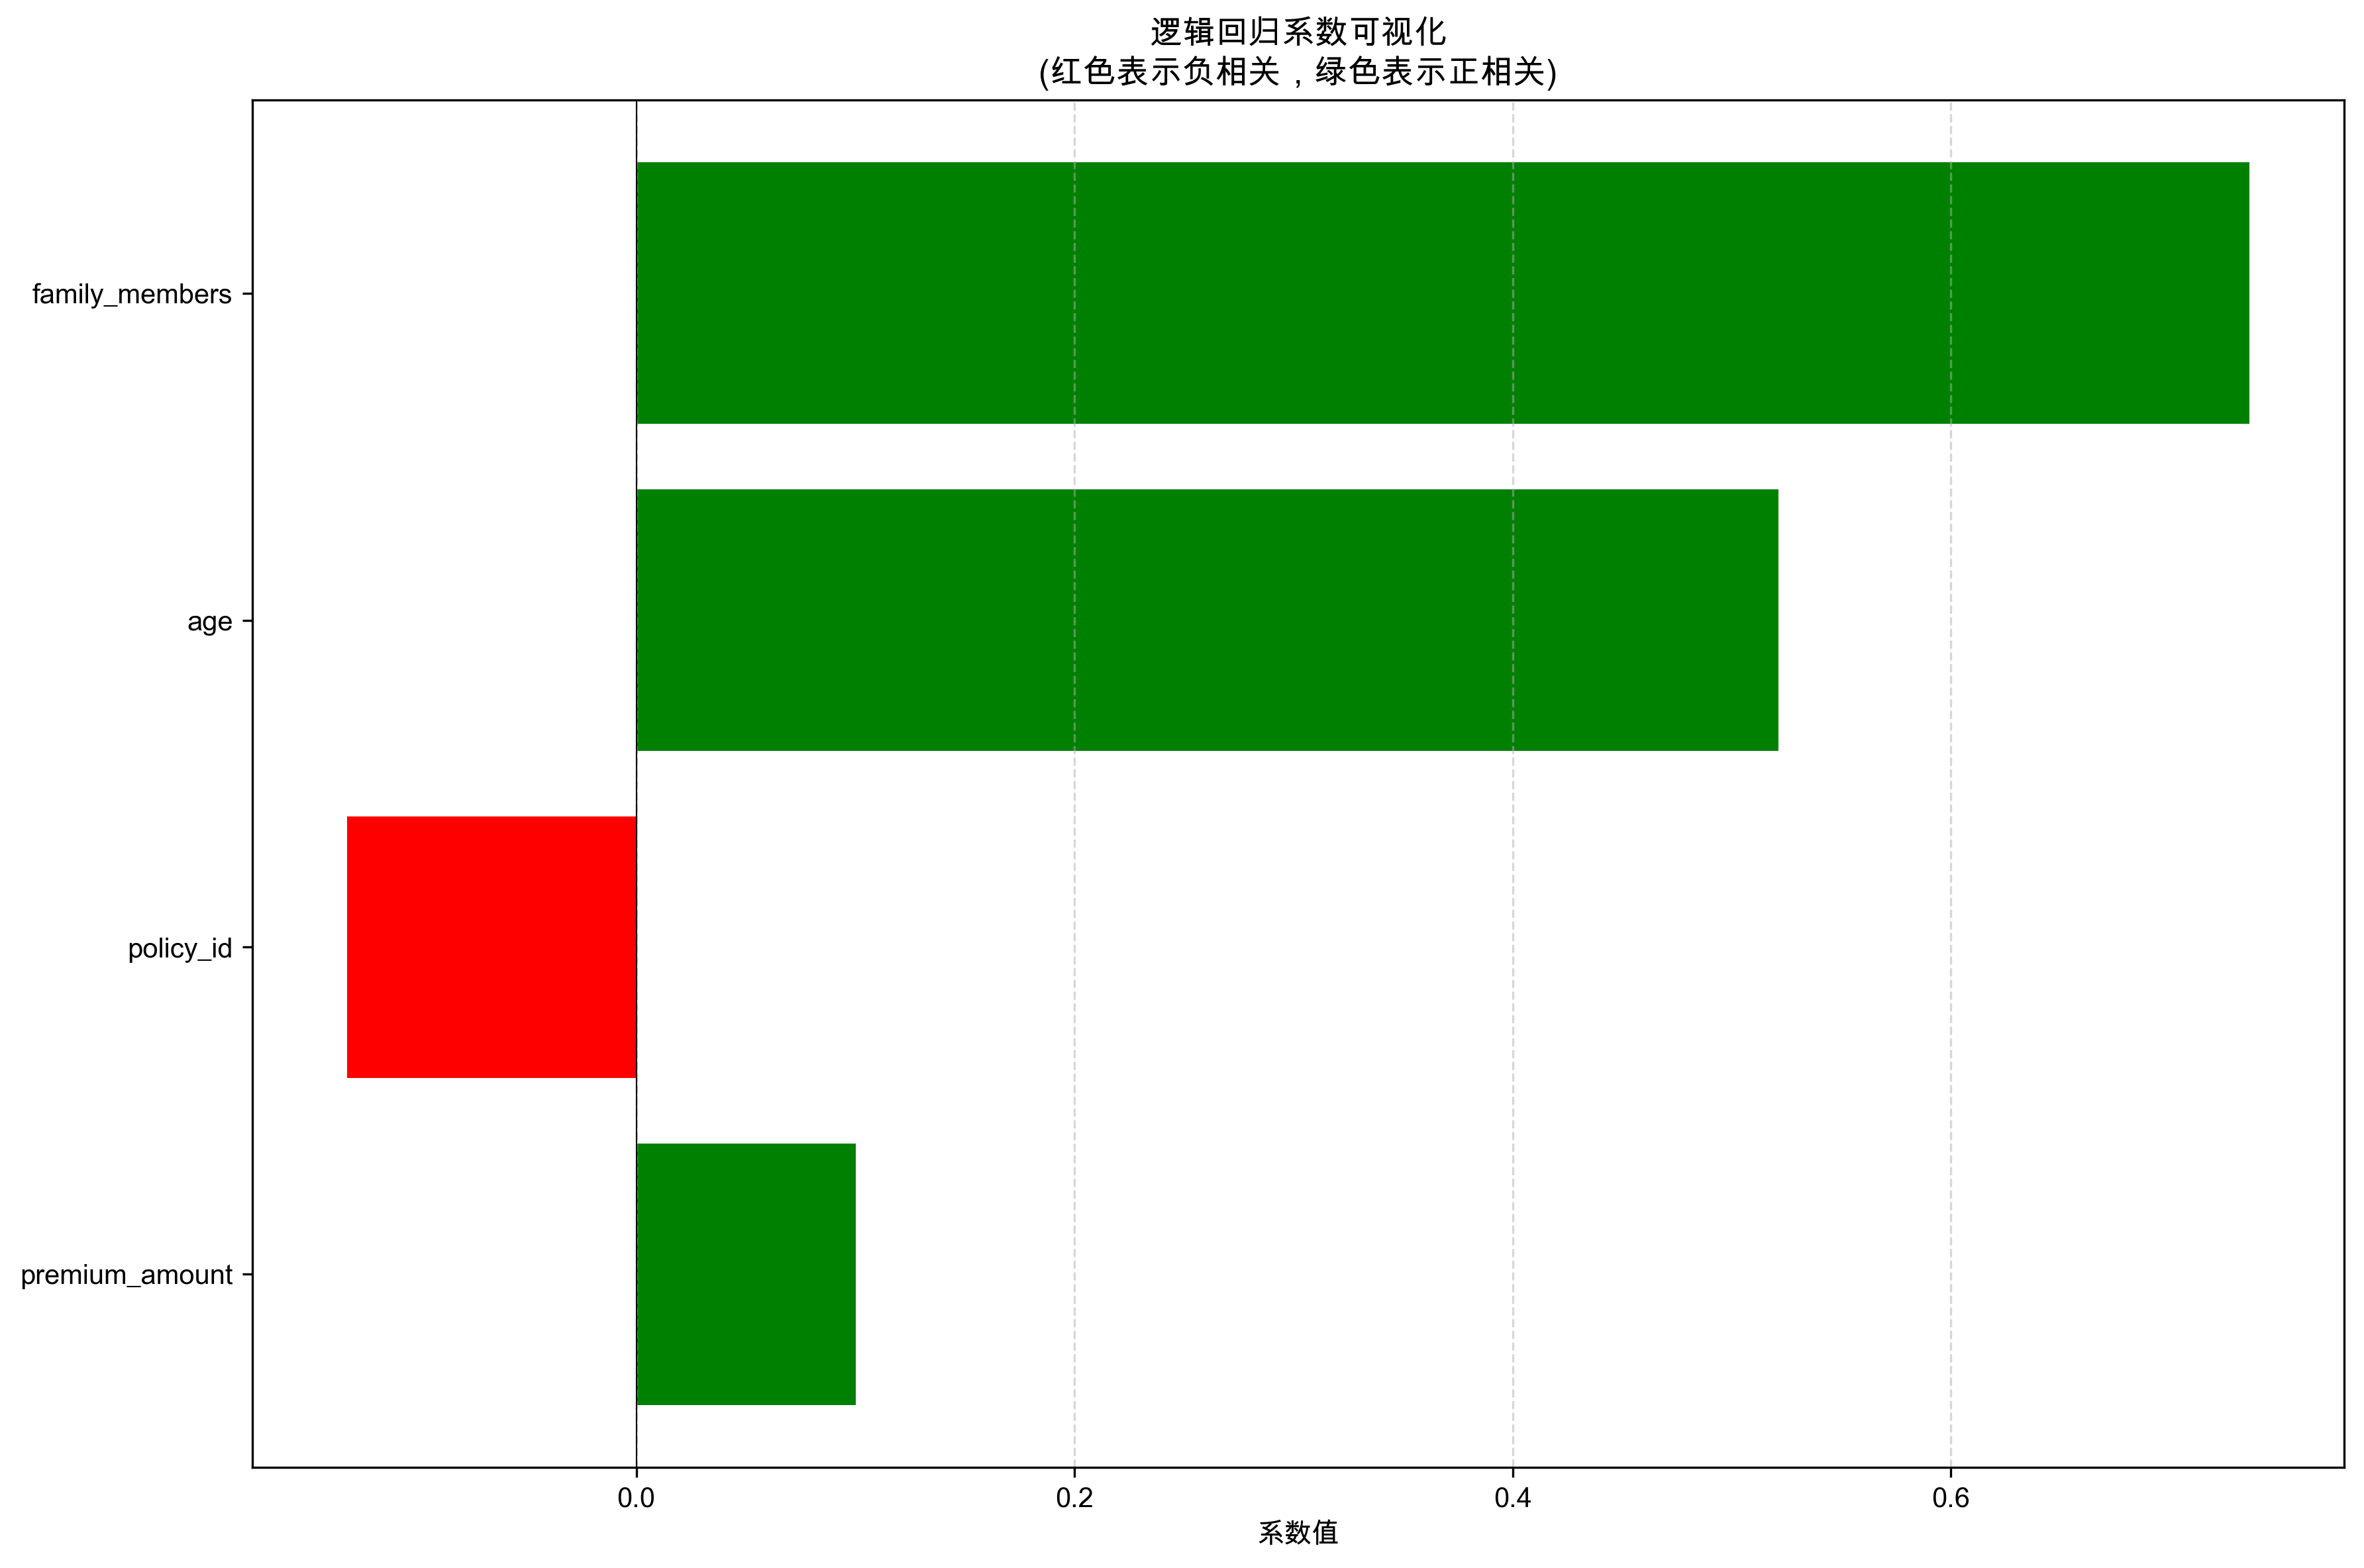 逻辑回归系数可视化
(红色表示负相关，绿色表示正相关)
family_members
age
policy_id
premium_amount
0.0 0.2 0.4 0.6
系数值